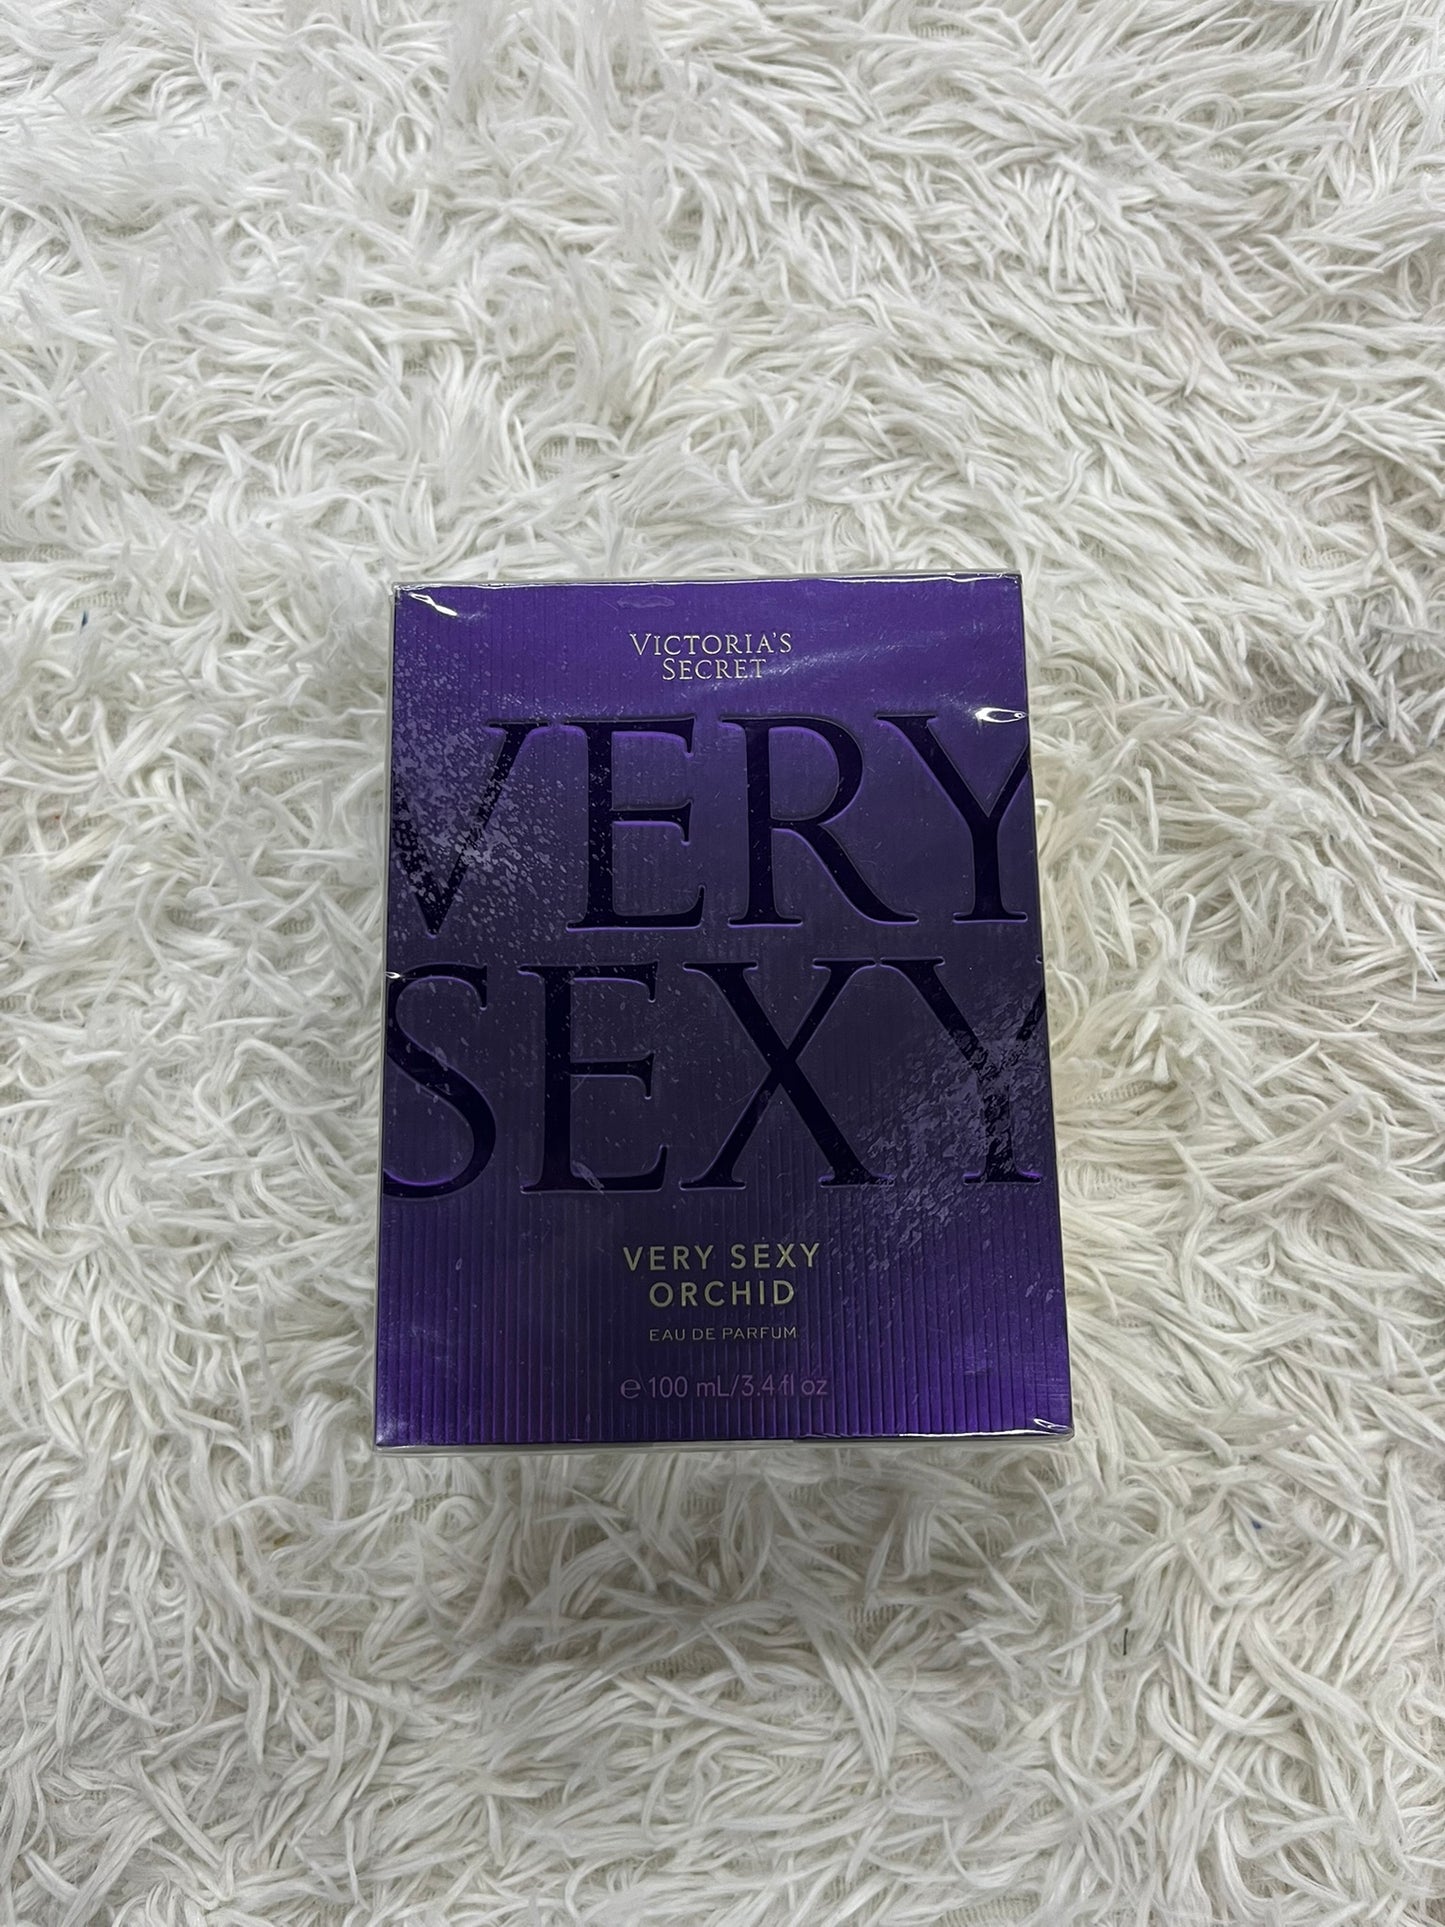 VICTORIA'S
SECRET
VERY
SEXY
VERY SEXY
ORCHID
EAU DE PARFUM
℮ 100 mL/3.4 fl oz